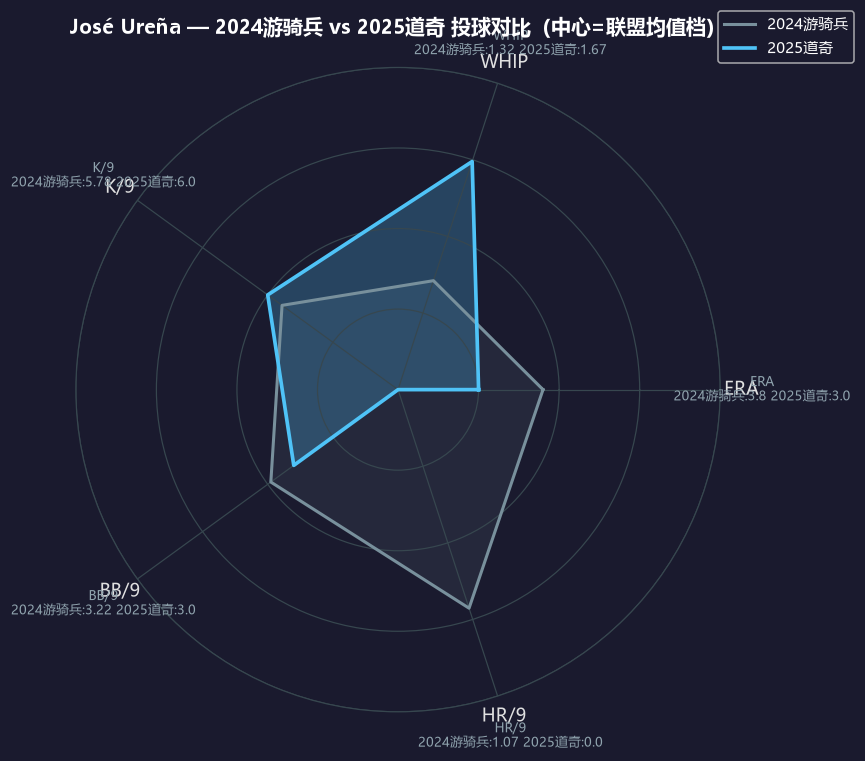 José Ureña — 2024游骑兵 vs 2025道奇 投球对比 (中心=联盟均值档)
2024游骑兵
2025道奇
WHIP
2024游骑兵:1.32 2025道奇:1.67
WHIP
K/9
2024游骑兵:5.78 2025道奇:6.0
K/9
ERA
ERA
2024游骑兵:3.8 2025道奇:3.0
BB/9
BB/9
2024游骑兵:3.22 2025道奇:3.0
HR/9
HR/9
2024游骑兵:1.07 2025道奇:0.0